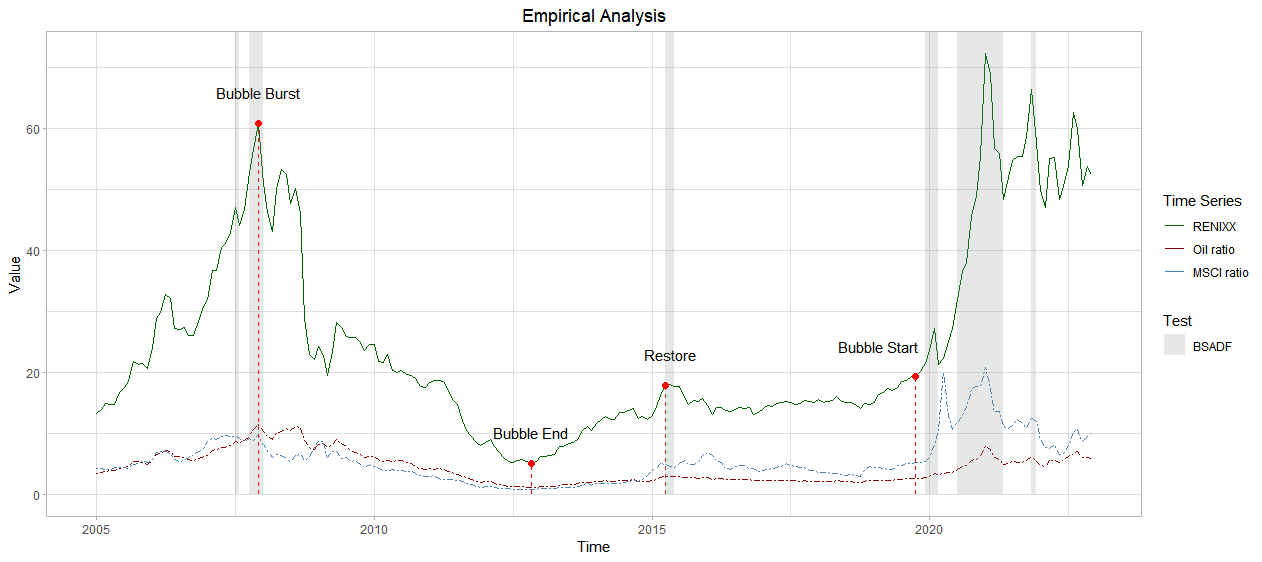 Empirical Analysis
Value
60
40
20
0
Bubble Burst
Bubble End
Restore
Bubble Start
2005
2010
2015
2020
Time
Time Series
RENIXX
Oil ratio
MSCI ratio
Test
BSADF